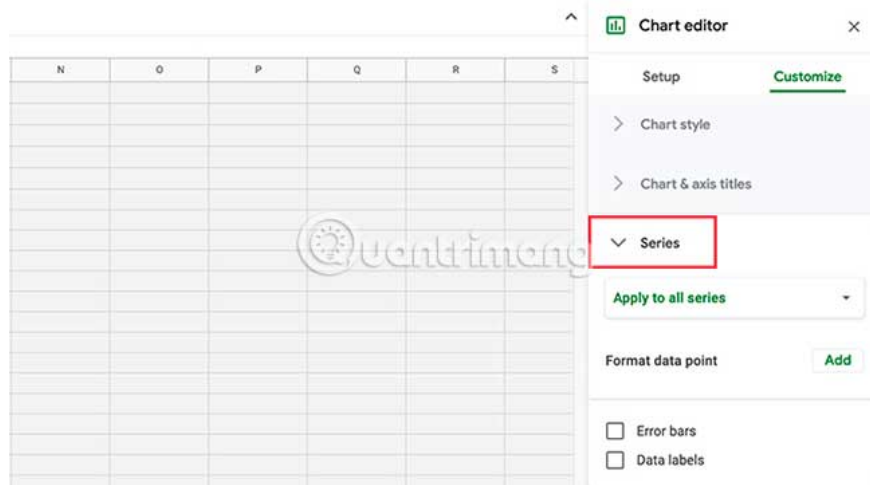 Chart editor
N O P Q R S
Setup Customize
Chart style
Chart & axis titles
Quantrimang
Series
Apply to all series
Format data point Add
Error bars
Data labels